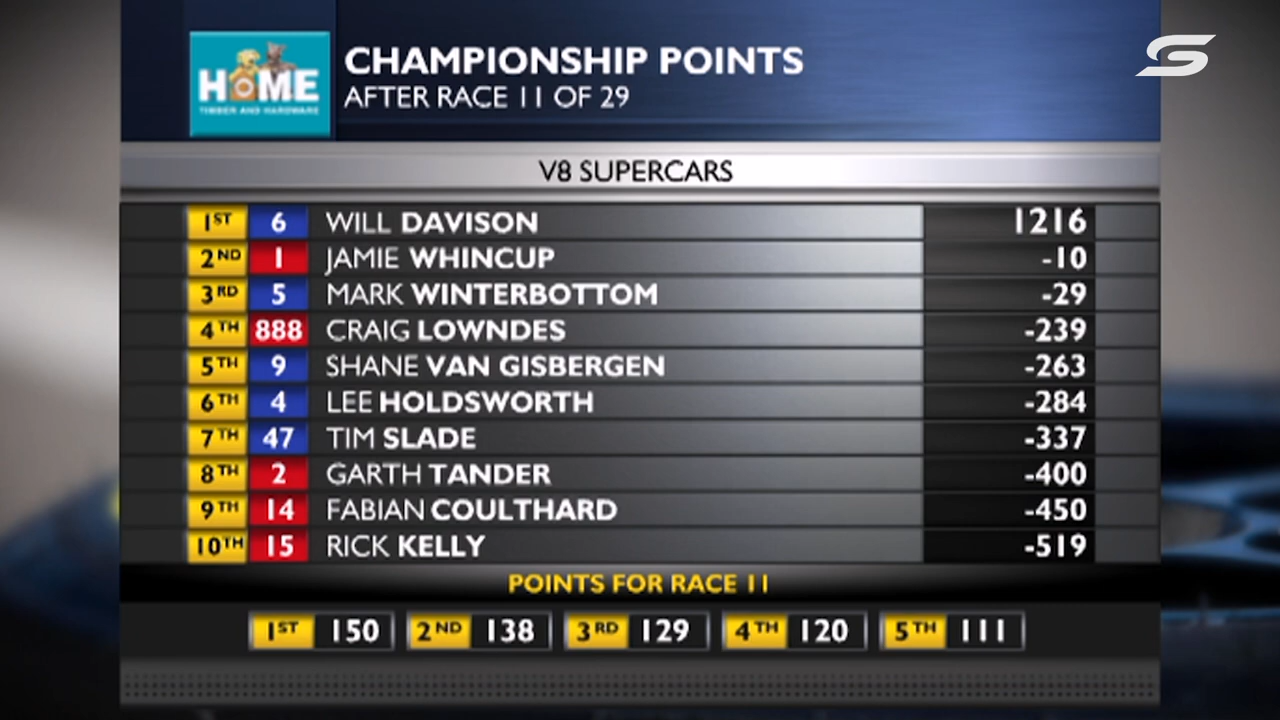 HOME
TIMBER AND HARDWARE
CHAMPIONSHIP POINTS
AFTER RACE 11 OF 29
V8 SUPERCARS
1ST 6 WILL DAVISON 1216
2ND 1 JAMIE WHINCUP -10
3RD 5 MARK WINTERBOTTOM -29
4TH 888 CRAIG LOWNDES -239
5TH 9 SHANE VAN GISBERGEN -263
6TH 4 LEE HOLDSWORTH -284
7TH 47 TIM SLADE -337
8TH 2 GARTH TANDER -400
9TH 14 FABIAN COULTHARD -450
10TH 15 RICK KELLY -519
POINTS FOR RACE 11
1ST 150 2ND 138 3RD 129 4TH 120 5TH 111